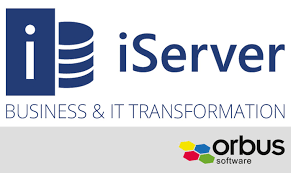 i iServer
BUSINESS & IT TRANSFORMATION
orbus
software